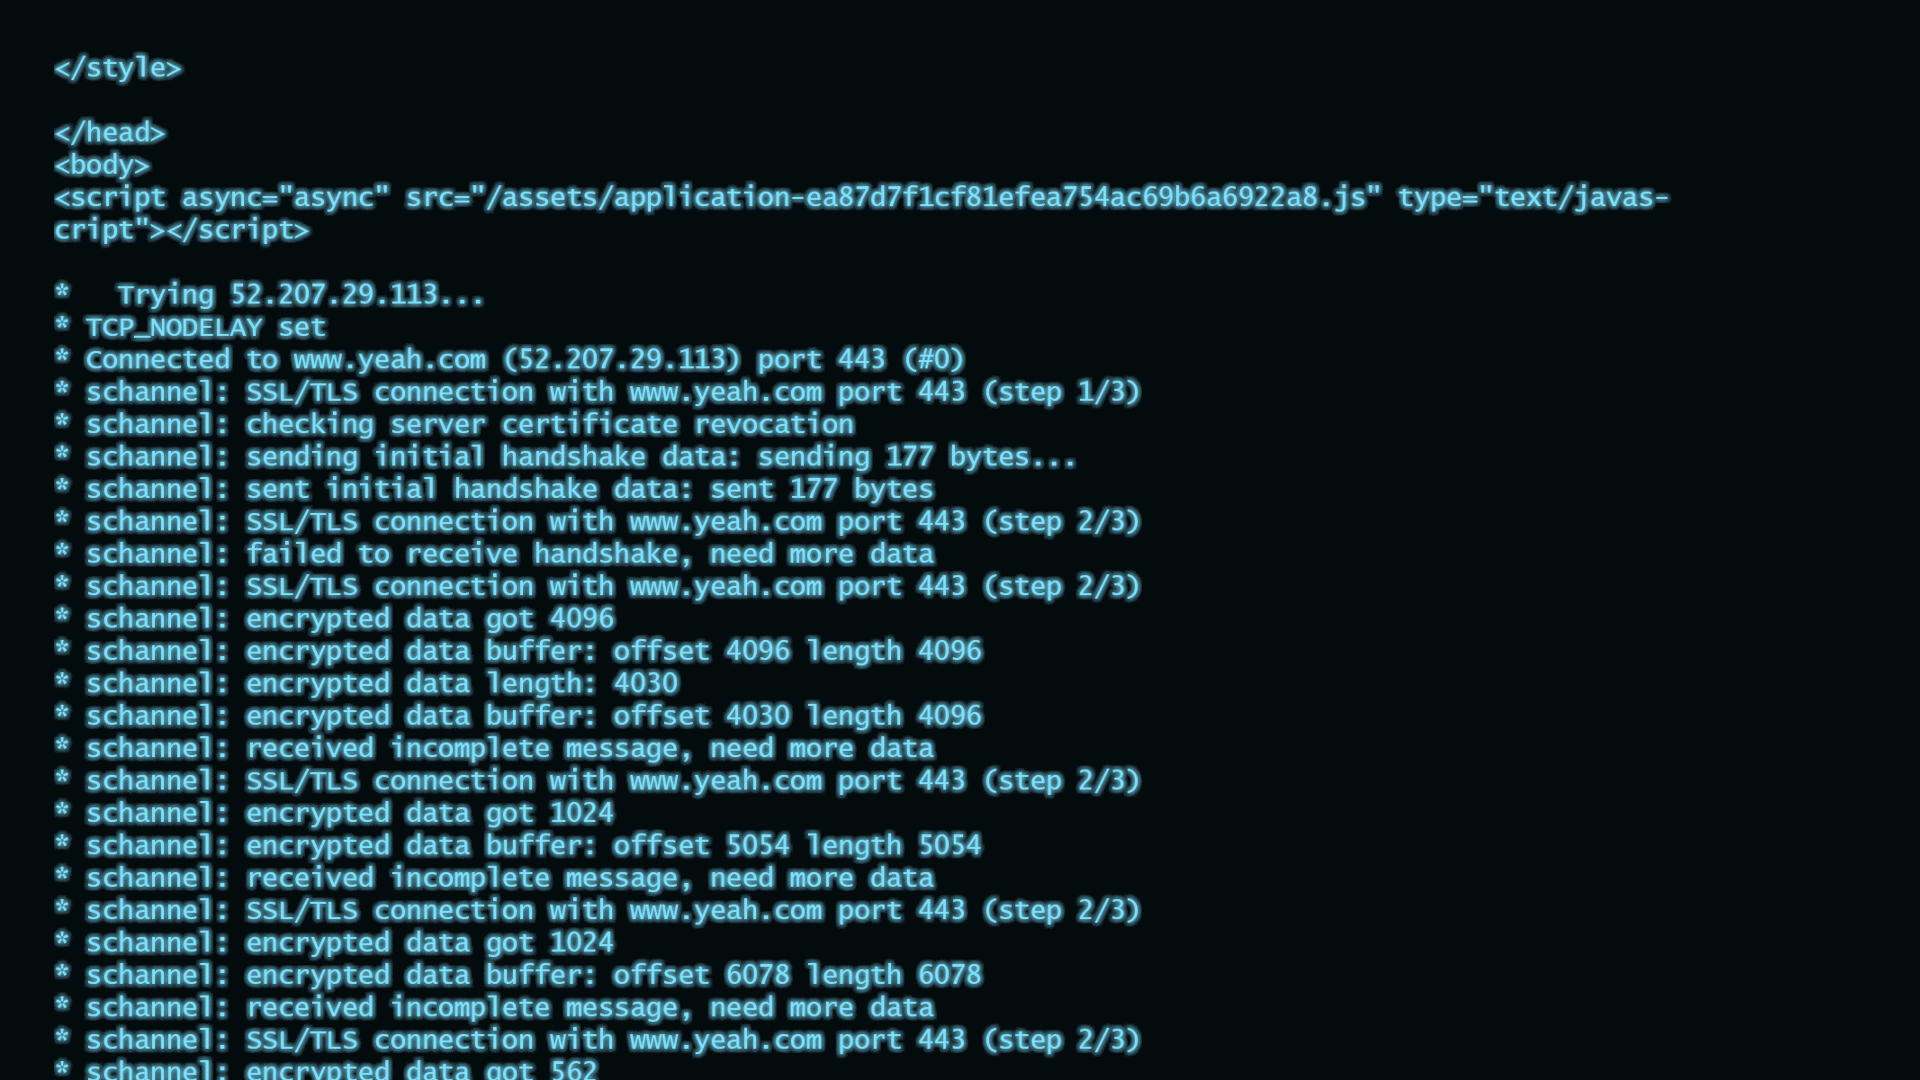 </style>
</head>
<body>
<script async="async" src="/assets/application-ea87d7f1cf81efea754ac69b6a6922a8.js" type="text/javas-
cript"></script>
*   Trying 52.207.29.113...
* TCP_NODELAY set
* Connected to www.yeah.com (52.207.29.113) port 443 (#0)
* schannel: SSL/TLS connection with www.yeah.com port 443 (step 1/3)
* schannel: checking server certificate revocation
* schannel: sending initial handshake data: sending 177 bytes...
* schannel: sent initial handshake data: sent 177 bytes
* schannel: SSL/TLS connection with www.yeah.com port 443 (step 2/3)
* schannel: failed to receive handshake, need more data
* schannel: SSL/TLS connection with www.yeah.com port 443 (step 2/3)
* schannel: encrypted data got 4096
* schannel: encrypted data buffer: offset 4096 length 4096
* schannel: encrypted data length: 4030
* schannel: encrypted data buffer: offset 4030 length 4096
* schannel: received incomplete message, need more data
* schannel: SSL/TLS connection with www.yeah.com port 443 (step 2/3)
* schannel: encrypted data got 1024
* schannel: encrypted data buffer: offset 5054 length 5054
* schannel: received incomplete message, need more data
* schannel: SSL/TLS connection with www.yeah.com port 443 (step 2/3)
* schannel: encrypted data got 1024
* schannel: encrypted data buffer: offset 6078 length 6078
* schannel: received incomplete message, need more data
* schannel: SSL/TLS connection with www.yeah.com port 443 (step 2/3)
* schannel: encrypted data got 562